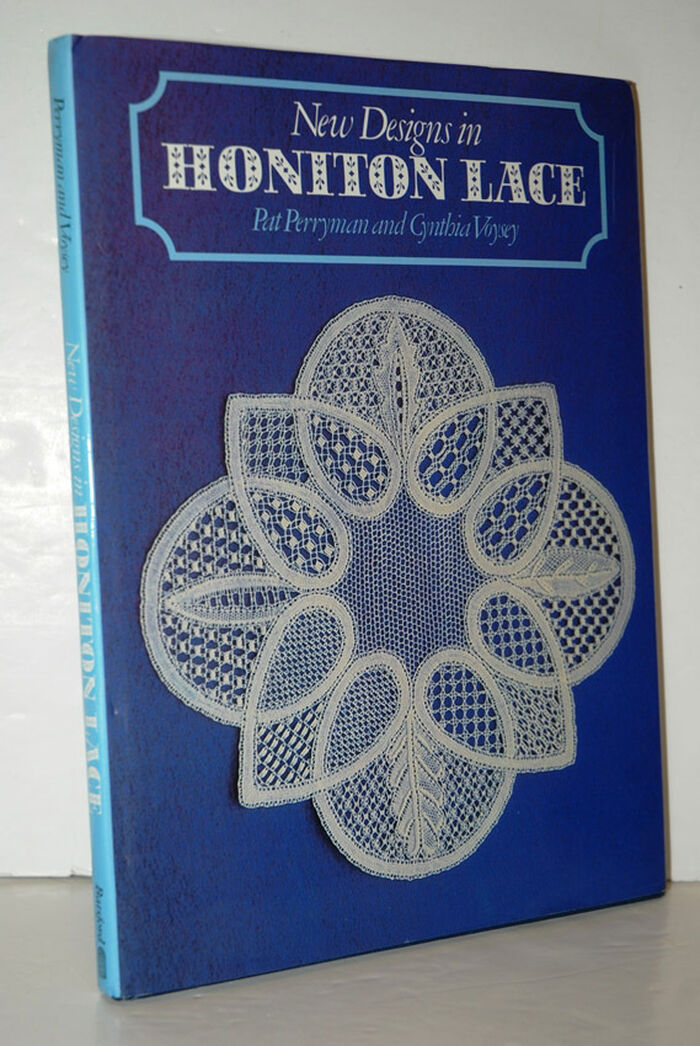 New Designs in
HONITON LACE
Pat Perryman and Cynthia Voysey
Perryman and Voysey
New Designs in HONITON LACE
Batsford